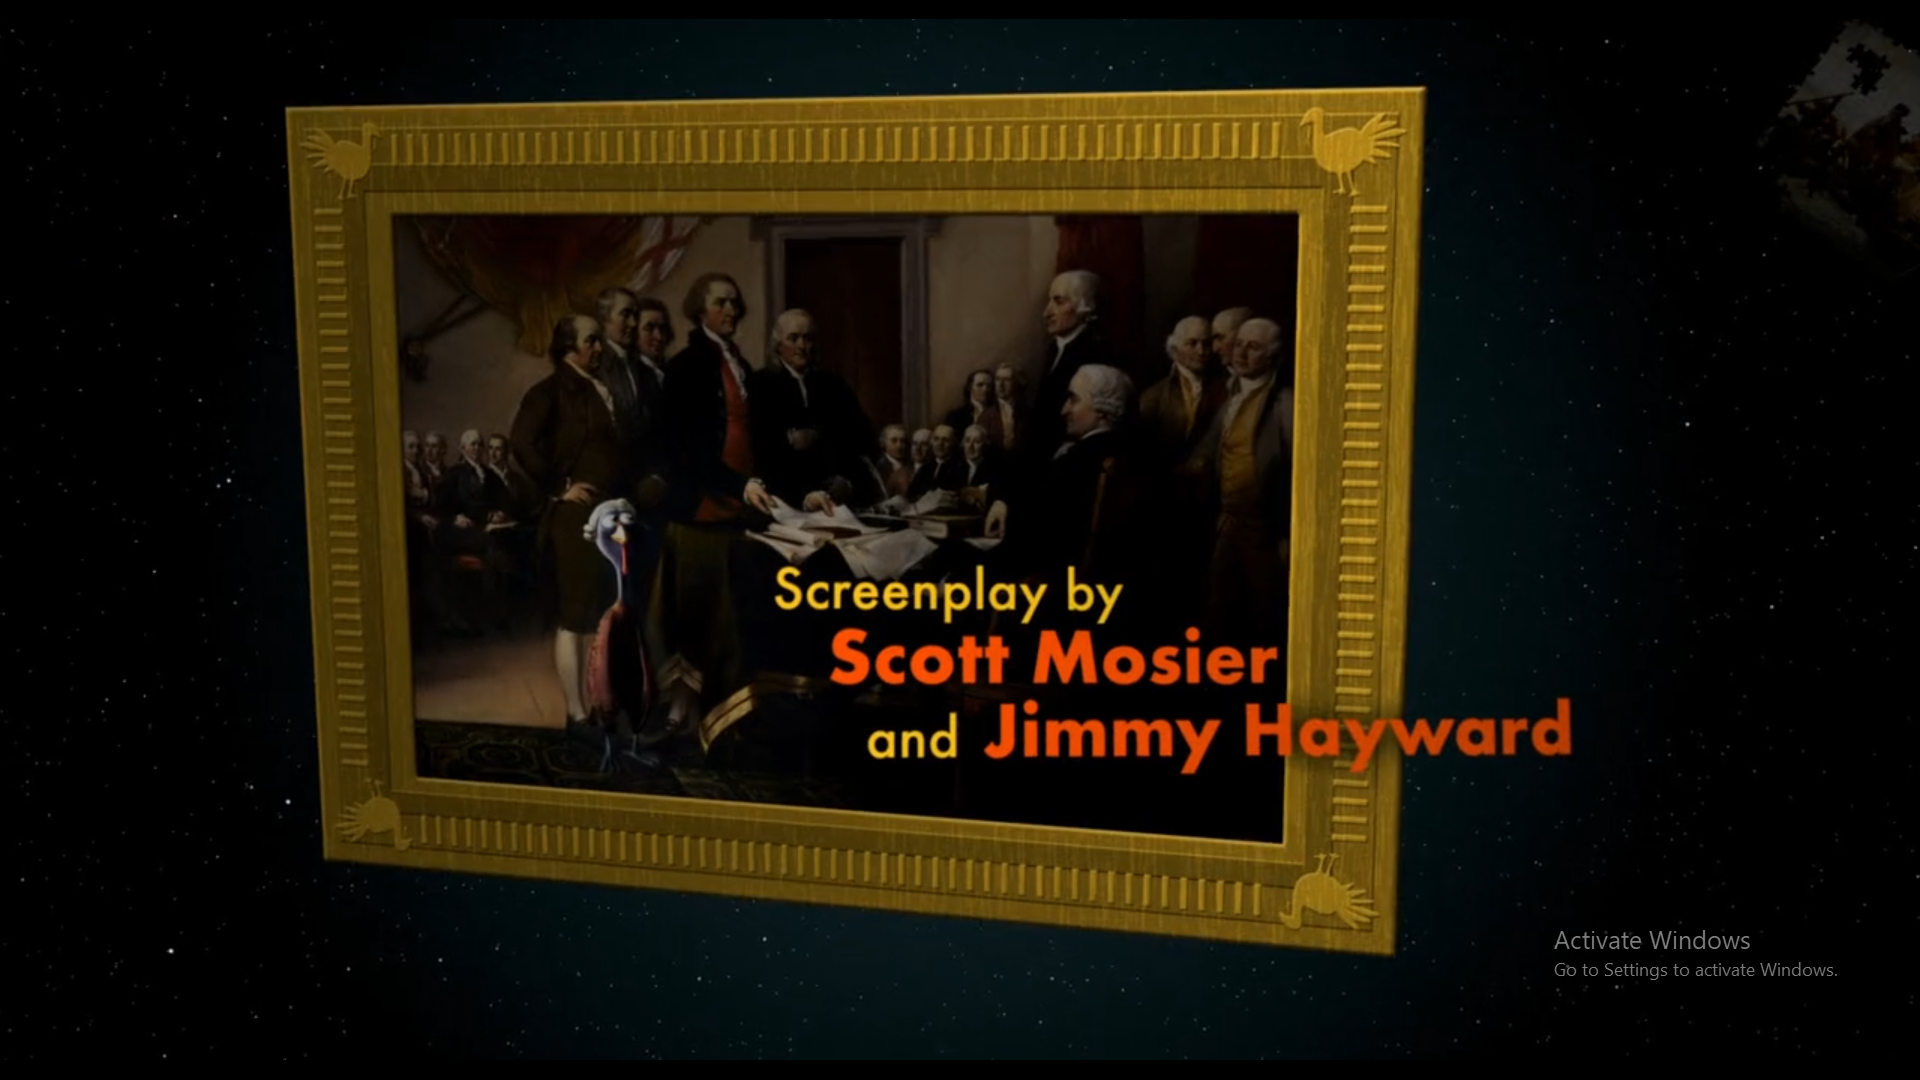 Screenplay by
Scott Mosier
and Jimmy Hayward
Activate Windows
Go to Settings to activate Windows.